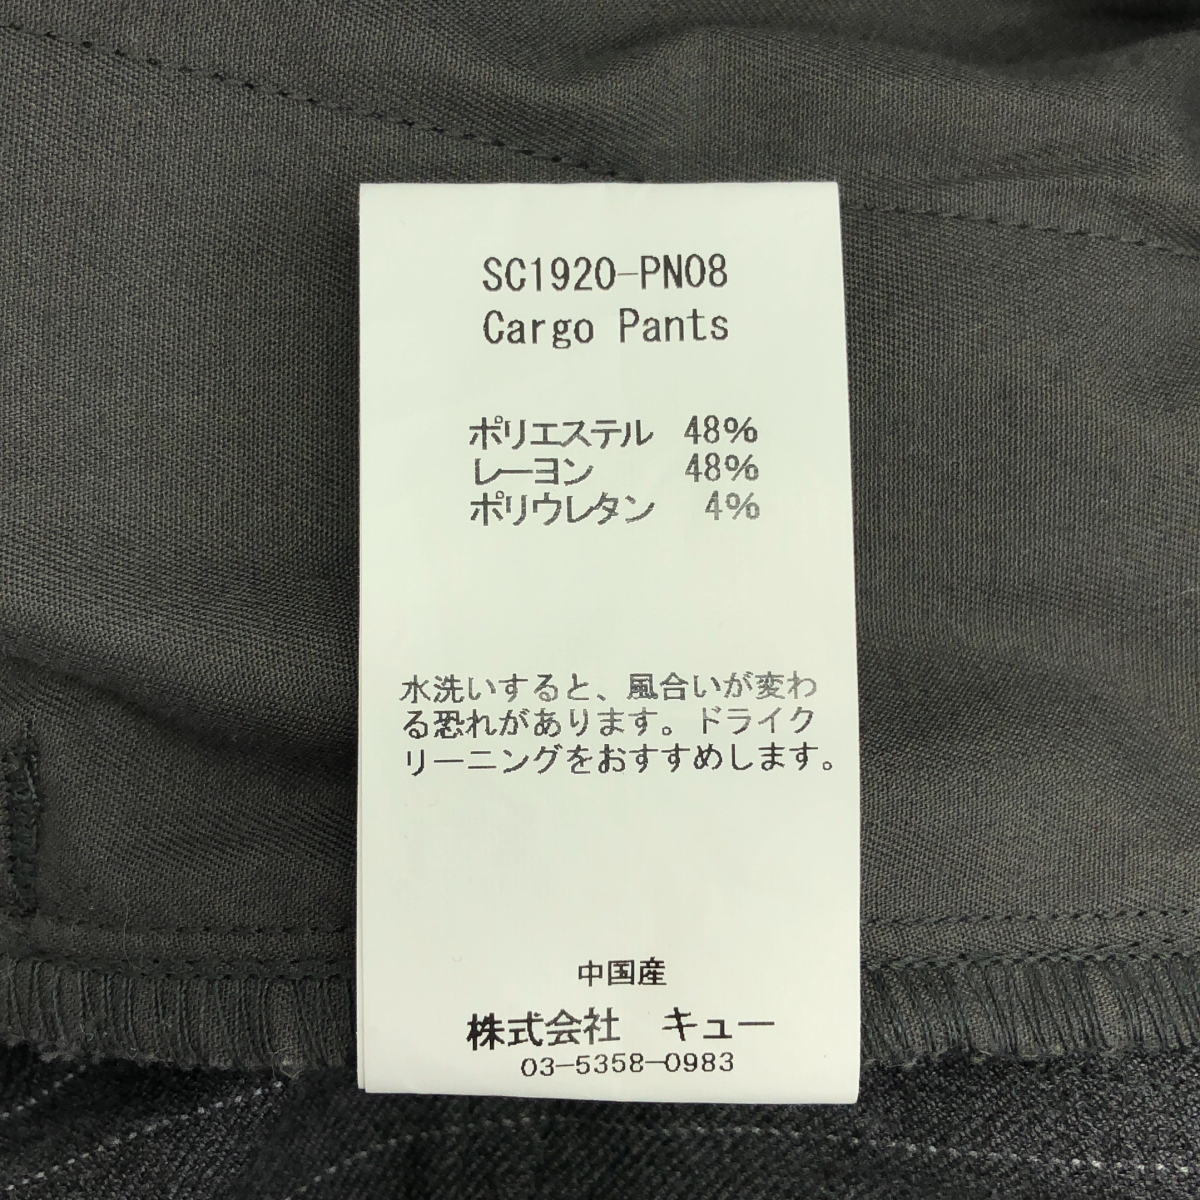 SC1920-PN08
Cargo Pants
ポリエステル 48%
レーヨン 48%
ポリウレタン 4%
水洗いすると、風合いが変わ
る恐れがあります。ドライク
リーニングをおすすめします。
中国産
株式会社 キュー
03-5358-0983